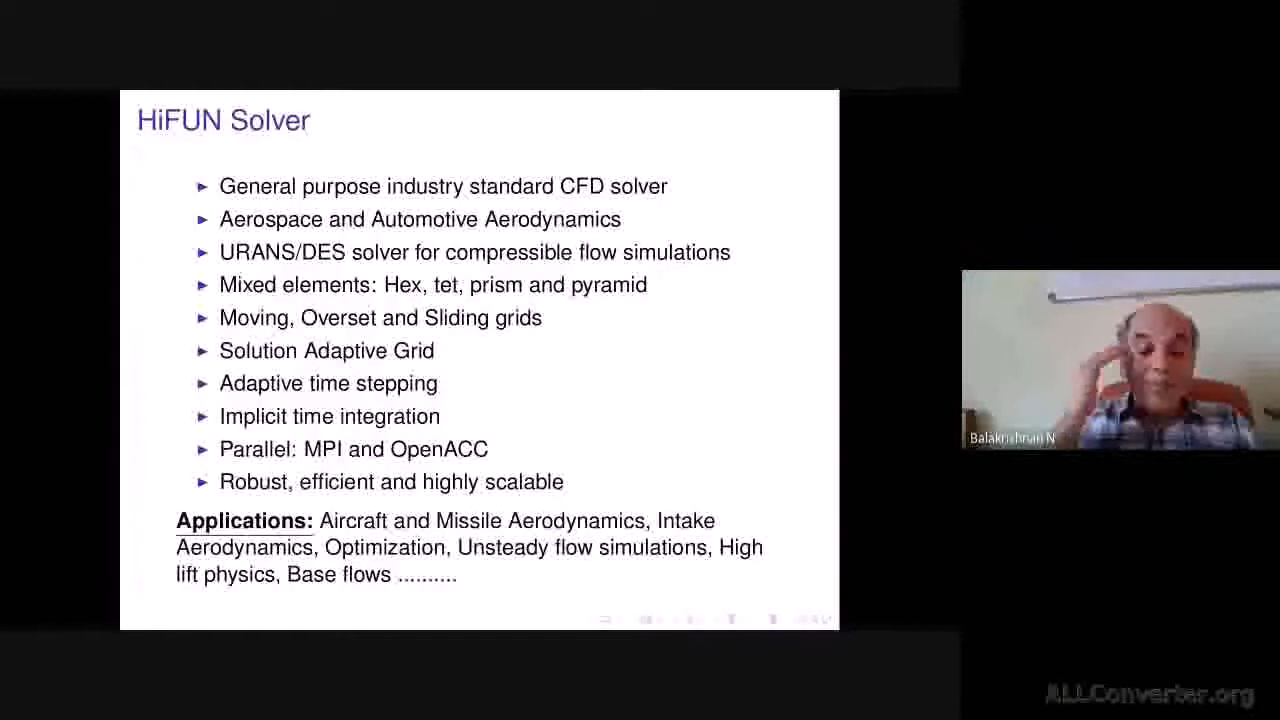 HiFUN Solver
General purpose industry standard CFD solver
Aerospace and Automotive Aerodynamics
URANS/DES solver for compressible flow simulations
Mixed elements: Hex, tet, prism and pyramid
Moving, Overset and Sliding grids
Solution Adaptive Grid
Adaptive time stepping
Implicit time integration
Parallel: MPI and OpenACC
Robust, efficient and highly scalable
Applications: Aircraft and Missile Aerodynamics, Intake
Aerodynamics, Optimization, Unsteady flow simulations, High
lift physics, Base flows ..........
Balakrishnan N
ALLConverter.org